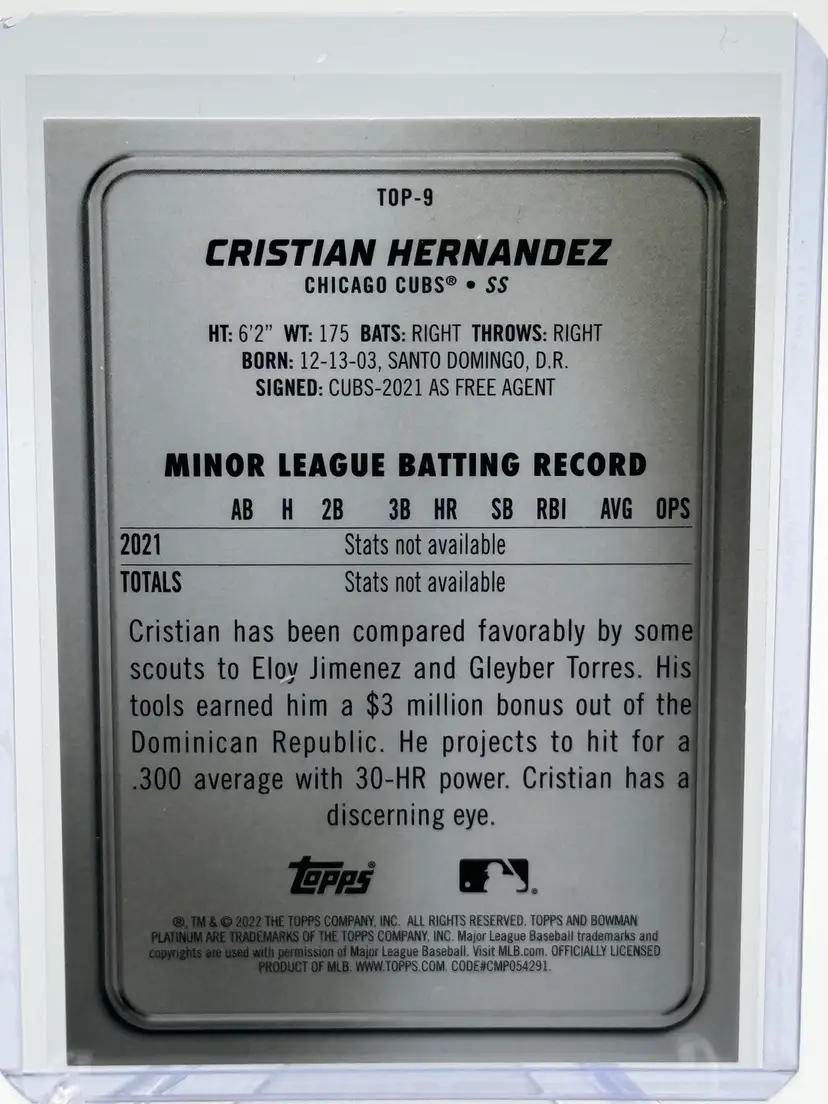 TOP-9
CRISTIAN HERNANDEZ
CHICAGO CUBS® • SS
HT: 6'2" WT: 175 BATS: RIGHT THROWS: RIGHT
BORN: 12-13-03, SANTO DOMINGO, D.R.
SIGNED: CUBS-2021 AS FREE AGENT
MINOR LEAGUE BATTING RECORD
AB H 2B 3B HR SB RBI AVG OPS
2021 Stats not available
TOTALS Stats not available
Cristian has been compared favorably by some
scouts to Eloy Jimenez and Gleyber Torres. His
tools earned him a $3 million bonus out of the
Dominican Republic. He projects to hit for a
.300 average with 30-HR power. Cristian has a
discerning eye.
Topps®
®, TM & © 2022 THE TOPPS COMPANY, INC. ALL RIGHTS RESERVED. TOPPS AND BOWMAN
PLATINUM ARE TRADEMARKS OF THE TOPPS COMPANY, INC. Major League Baseball trademarks and
copyrights are used with permission of Major League Baseball. Visit MLB.com. OFFICIALLY LICENSED
PRODUCT OF MLB. WWW.TOPPS.COM. CODE#CMP054291.